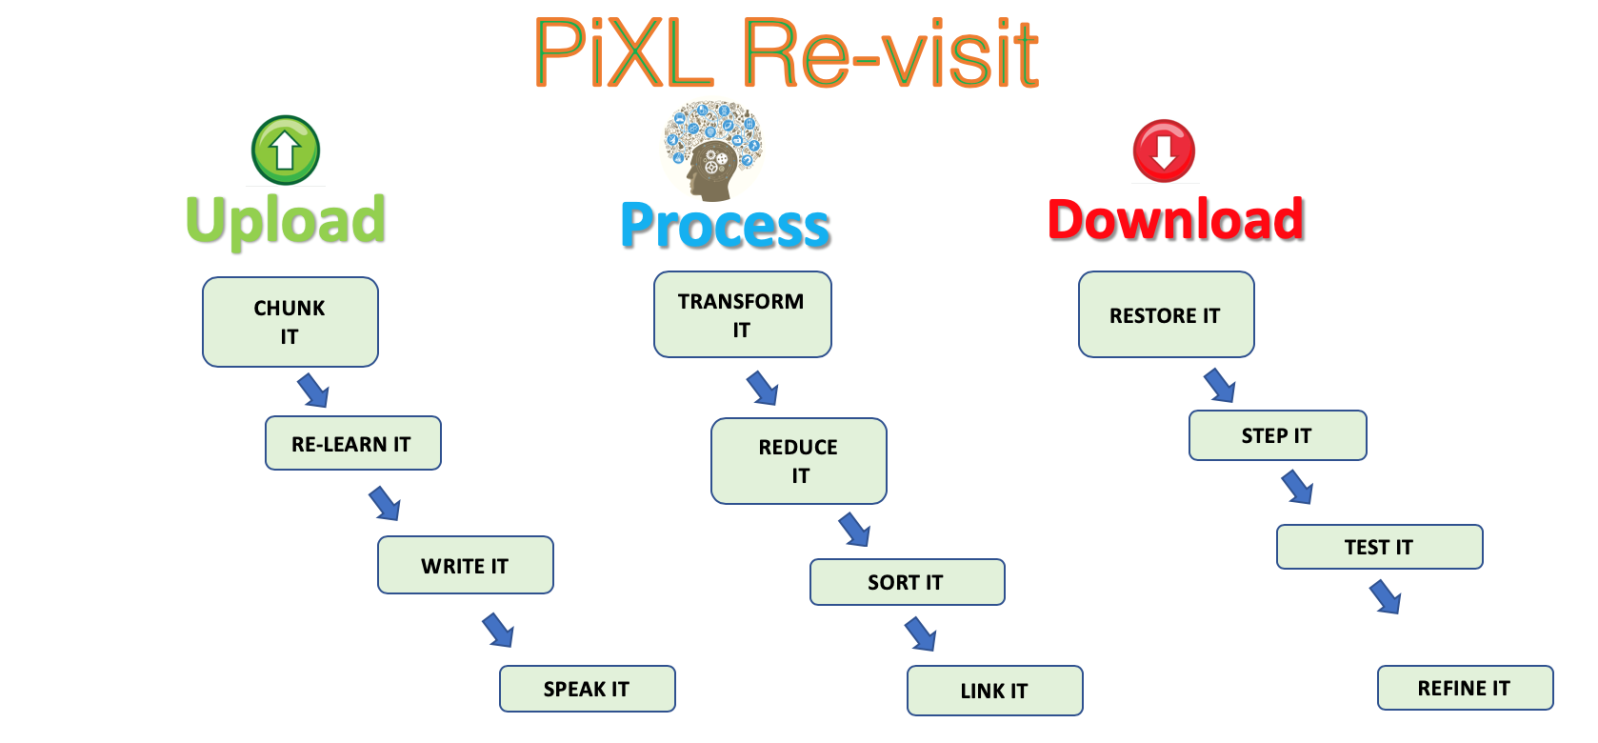 PiXL Re-visit
Upload
CHUNK
IT
RE-LEARN IT
WRITE IT
SPEAK IT
Process
TRANSFORM
IT
REDUCE
IT
SORT IT
LINK IT
Download
RESTORE IT
STEP IT
TEST IT
REFINE IT